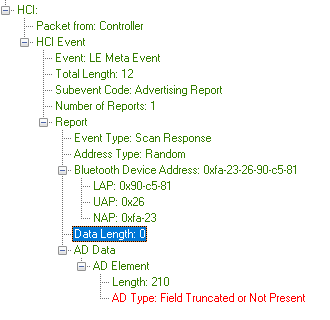 HCI:
Packet from: Controller
HCI Event
Event: LE Meta Event
Total Length: 12
Subevent Code: Advertising Report
Number of Reports: 1
Report
Event Type: Scan Response
Address Type: Random
Bluetooth Device Address: 0xfa-23-26-90-c5-81
LAP: 0x90-c5-81
UAP: 0x26
NAP: 0xfa-23
Data Length: 0
AD Data
AD Element
Length: 210
AD Type: Field Truncated or Not Present